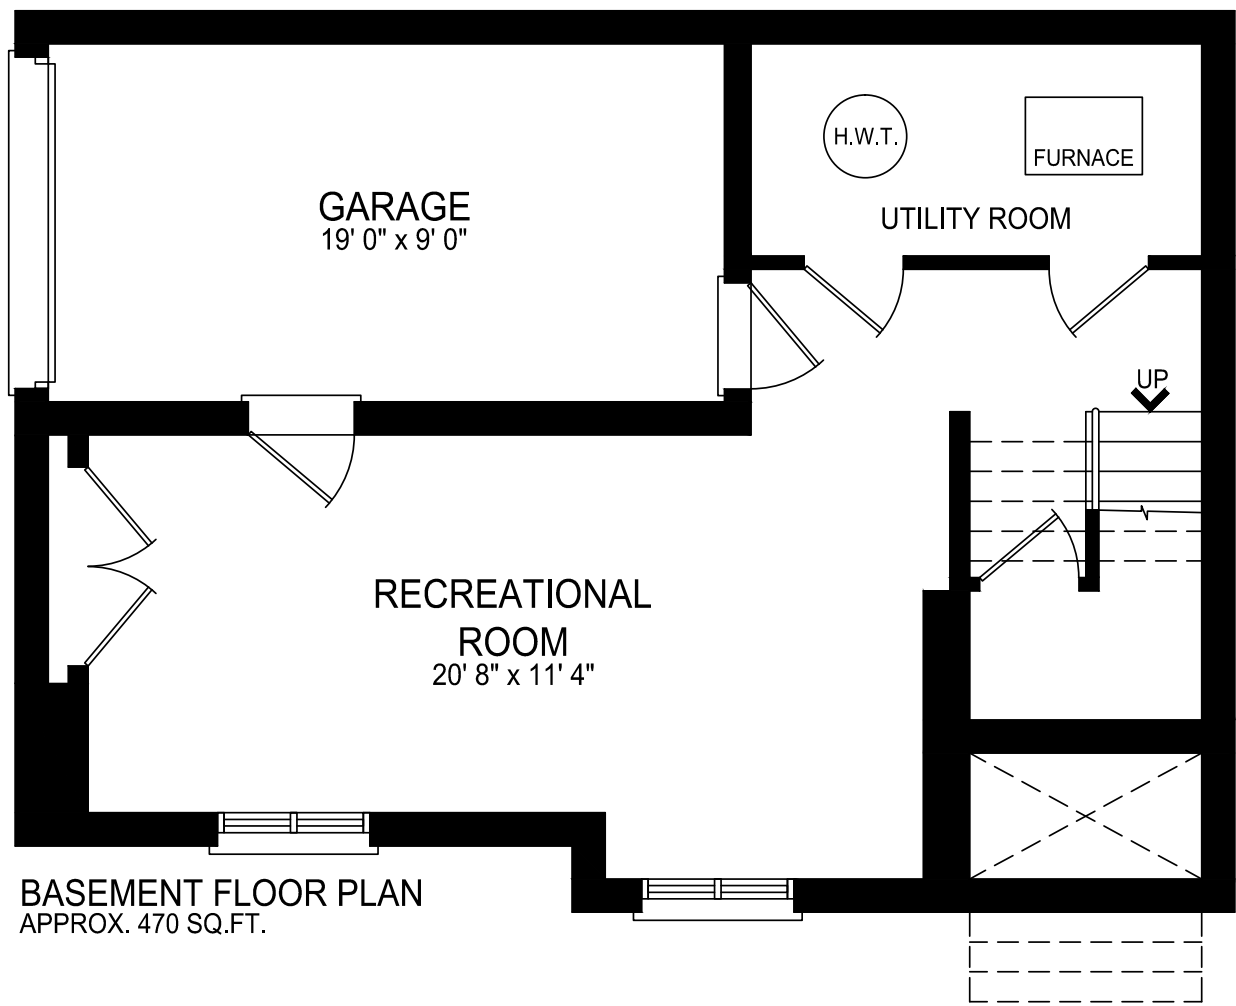 H.W.T.
FURNACE
GARAGE
19' 0" x 9' 0"
UTILITY ROOM
UP
RECREATIONAL
ROOM
20' 8" x 11' 4"
BASEMENT FLOOR PLAN
APPROX. 470 SQ.FT.